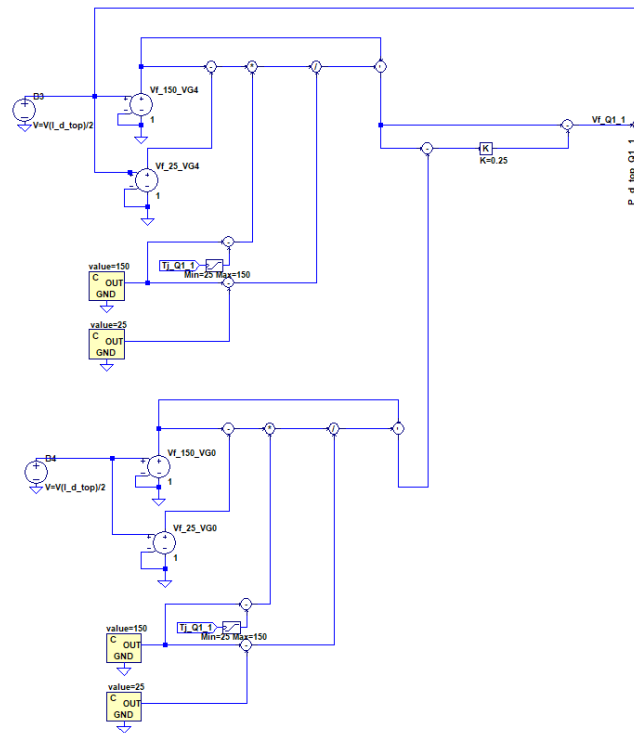 B3
Vf_150_VG4
V=V(I_d_top)/2
1
Vf_Q1_1
K
K=0.25
P_d_top_Q1_1
Vf_25_VG4
1
Tj_Q1_1
value=150
Min=25 Max=150
C OUT
GND
value=25
C OUT
GND
B4
Vf_150_VG0
V=V(I_d_top)/2
1
Vf_25_VG0
1
Tj_Q1_1
value=150
Min=25 Max=150
C OUT
GND
value=25
C OUT
GND